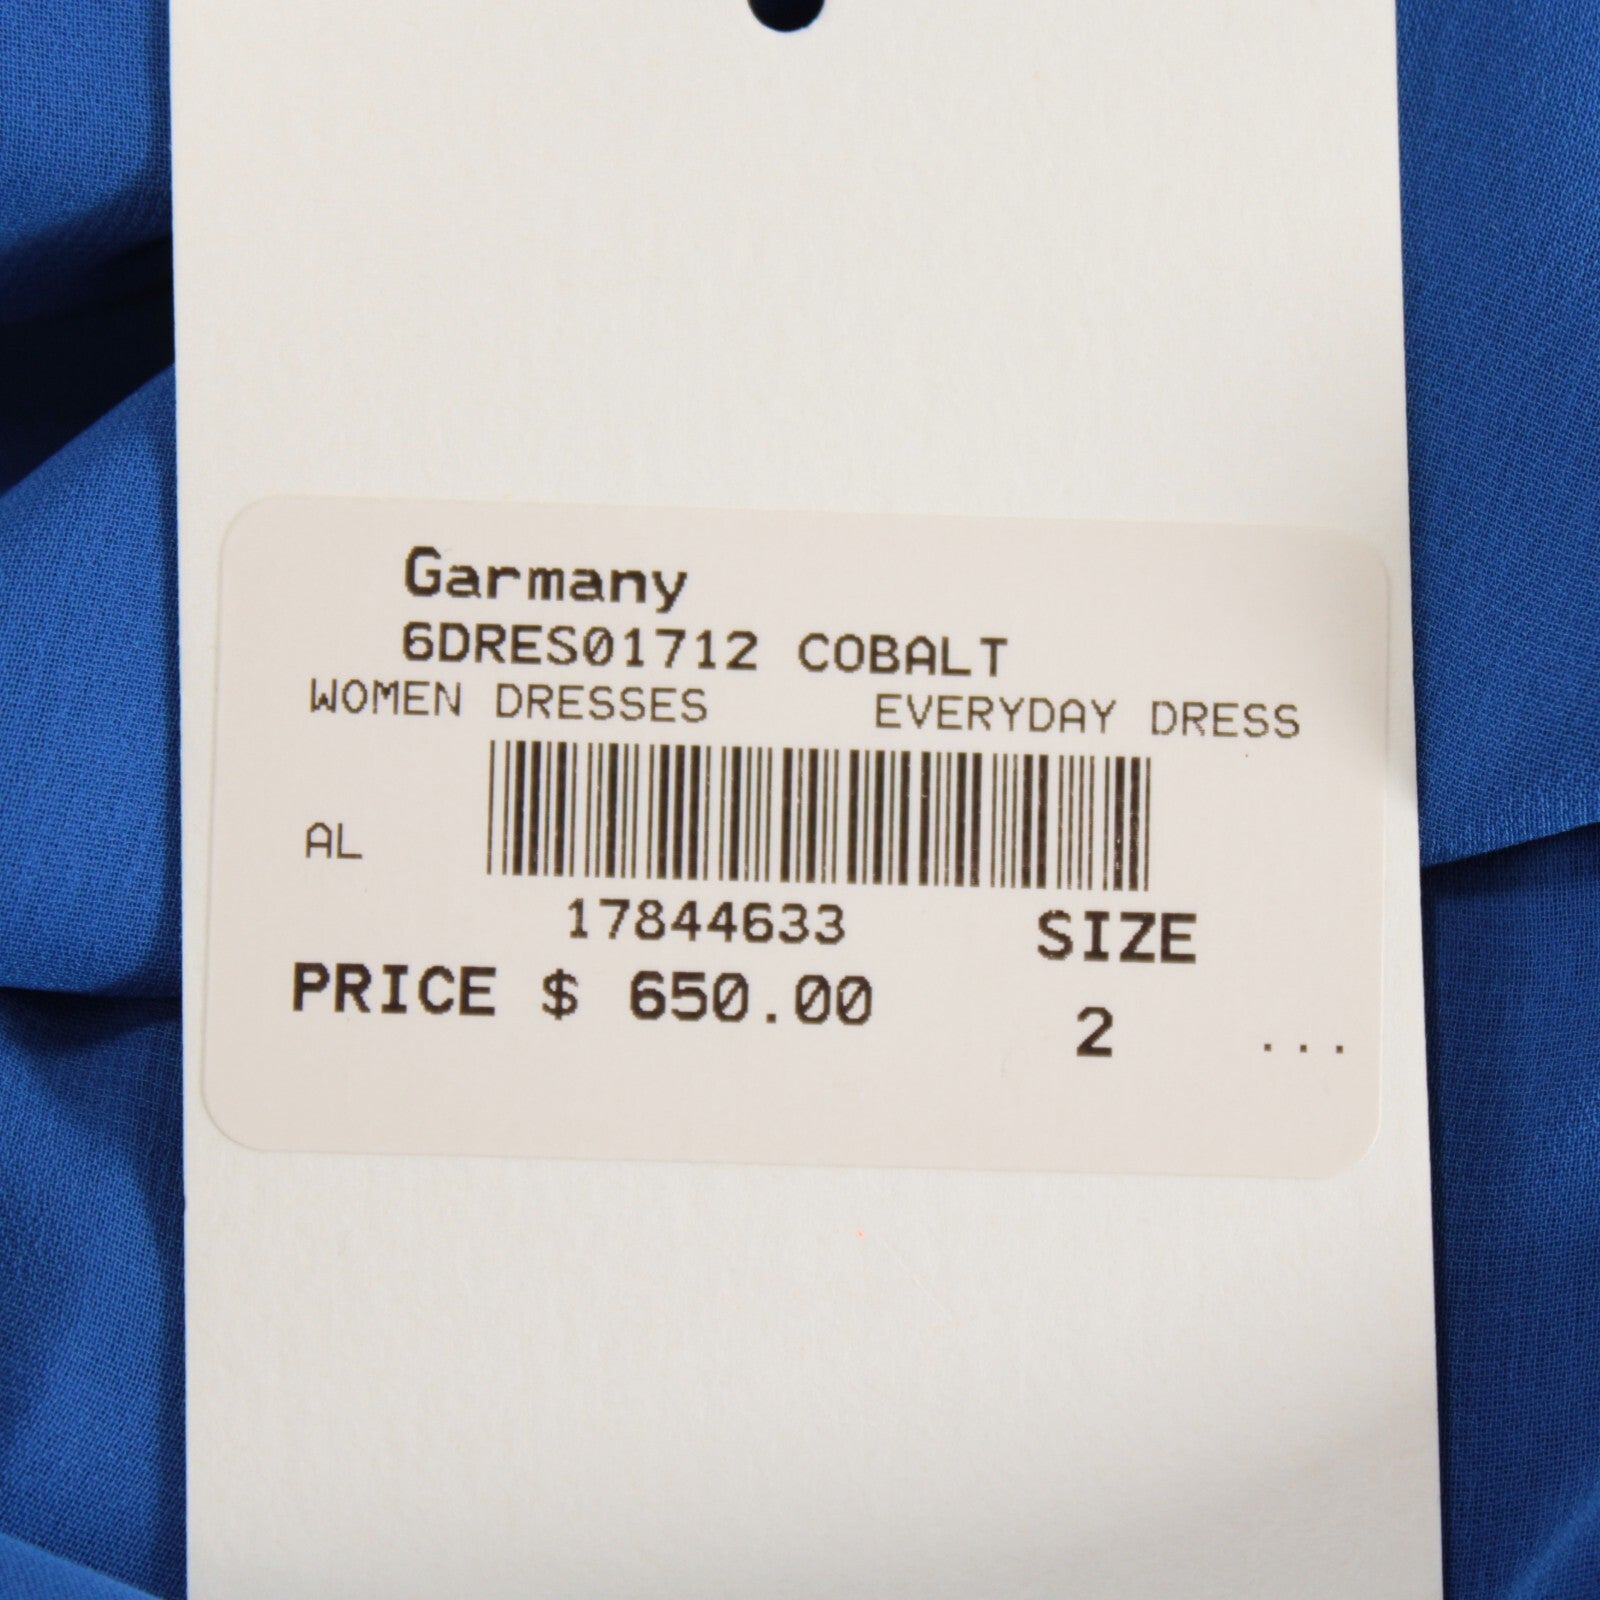 Garmany
6DRES01712 COBALT
WOMEN DRESSES EVERYDAY DRESS
AL
17844633 SIZE
PRICE $ 650.00 2 ...